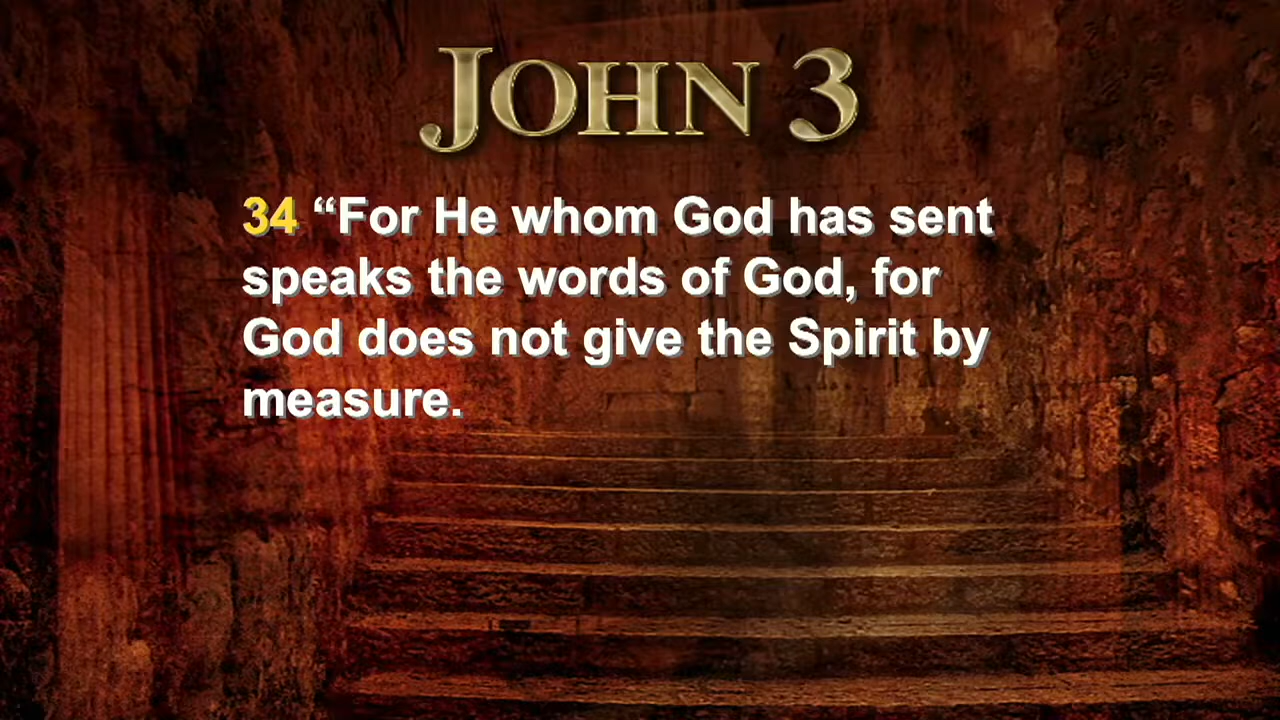 JOHN 3
34 “For He whom God has sent
speaks the words of God, for
God does not give the Spirit by
measure.